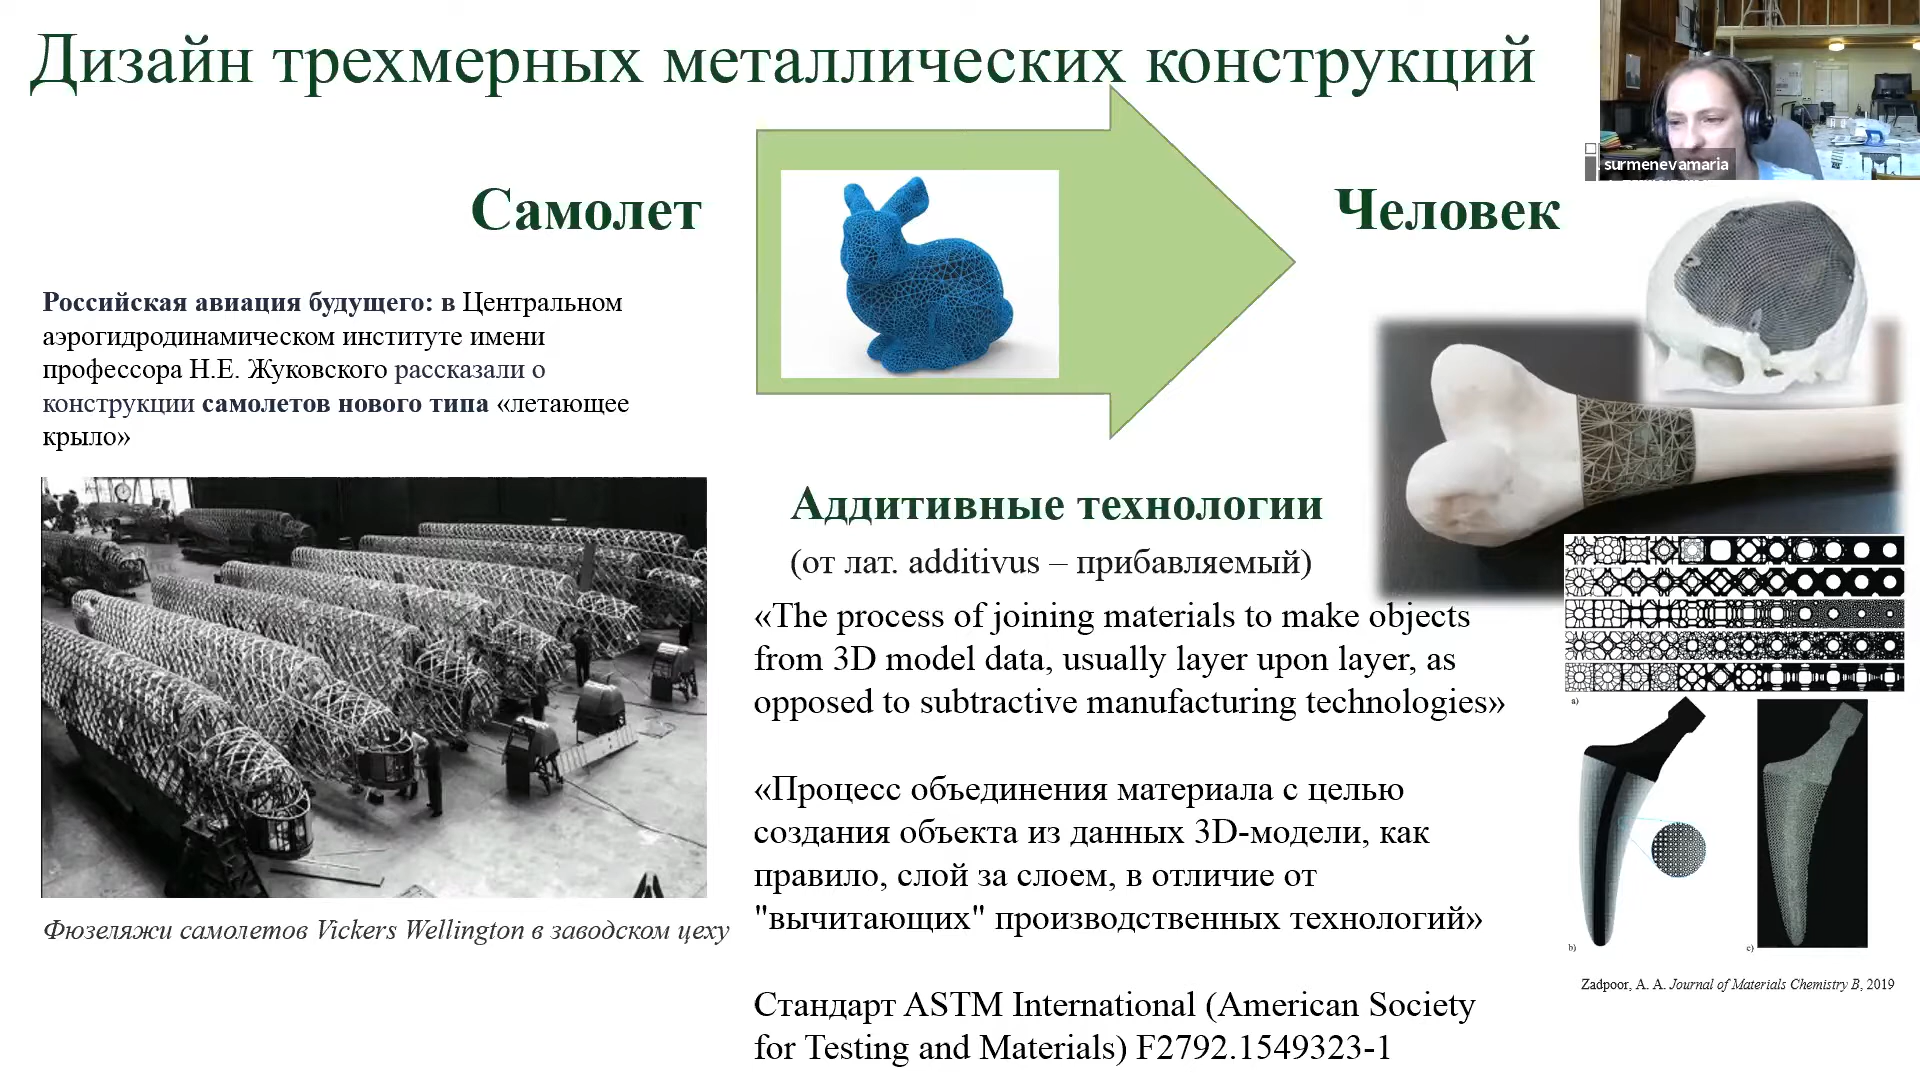 Дизайн трехмерных металлических конструкций
surmenevamaria
Самолет
Человек
Российская авиация будущего: в Центральном
аэрогидродинамическом институте имени
профессора Н.Е. Жуковского рассказали о
конструкции самолетов нового типа «летающее
крыло»
Фюзеляжи самолетов Vickers Wellington в заводском цеху
Аддитивные технологии
(от лат. additivus – прибавляемый)
«The process of joining materials to make objects
from 3D model data, usually layer upon layer, as
opposed to subtractive manufacturing technologies»
«Процесс объединения материала с целью
создания объекта из данных 3D-модели, как
правило, слой за слоем, в отличие от
"вычитающих" производственных технологий»
Стандарт ASTM International (American Society
for Testing and Materials) F2792.1549323-1
a)
b)
c)
Zadpoor, A. A. Journal of Materials Chemistry B, 2019